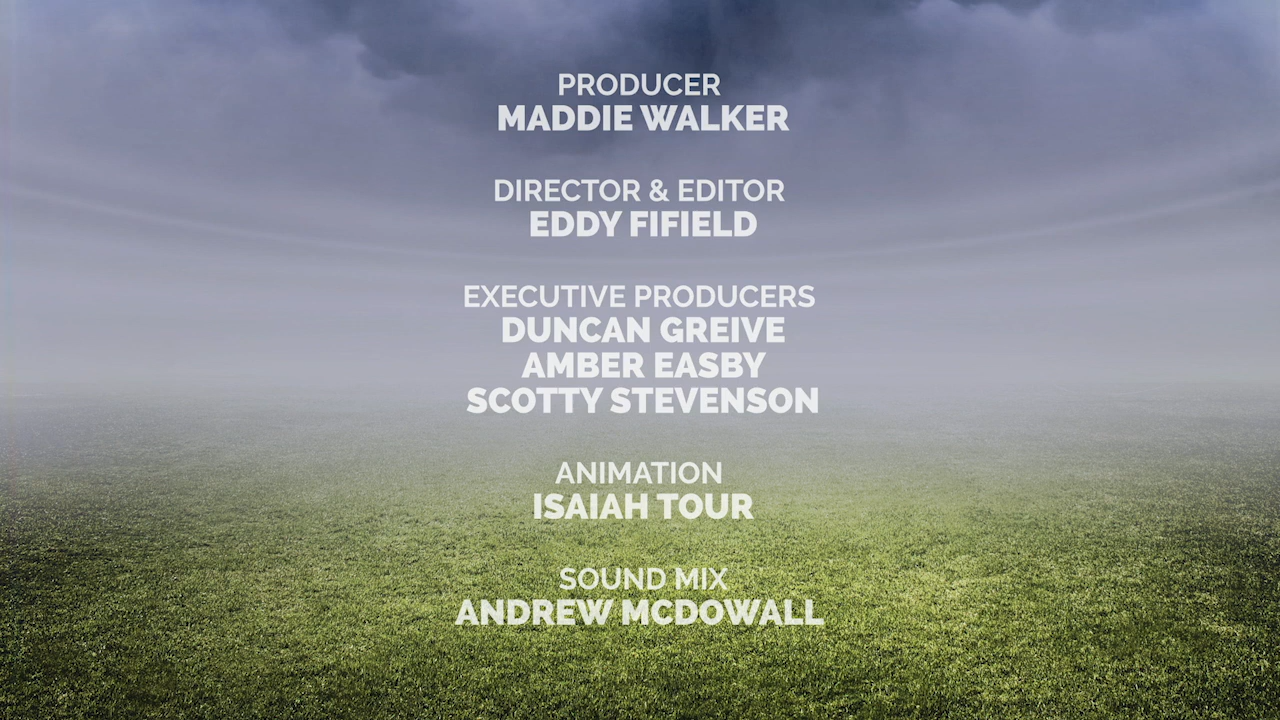 PRODUCER
MADDIE WALKER
DIRECTOR & EDITOR
EDDY FIFIELD
EXECUTIVE PRODUCERS
DUNCAN GREIVE
AMBER EASBY
SCOTTY STEVENSON
ANIMATION
ISAIAH TOUR
SOUND MIX
ANDREW MCDOWALL